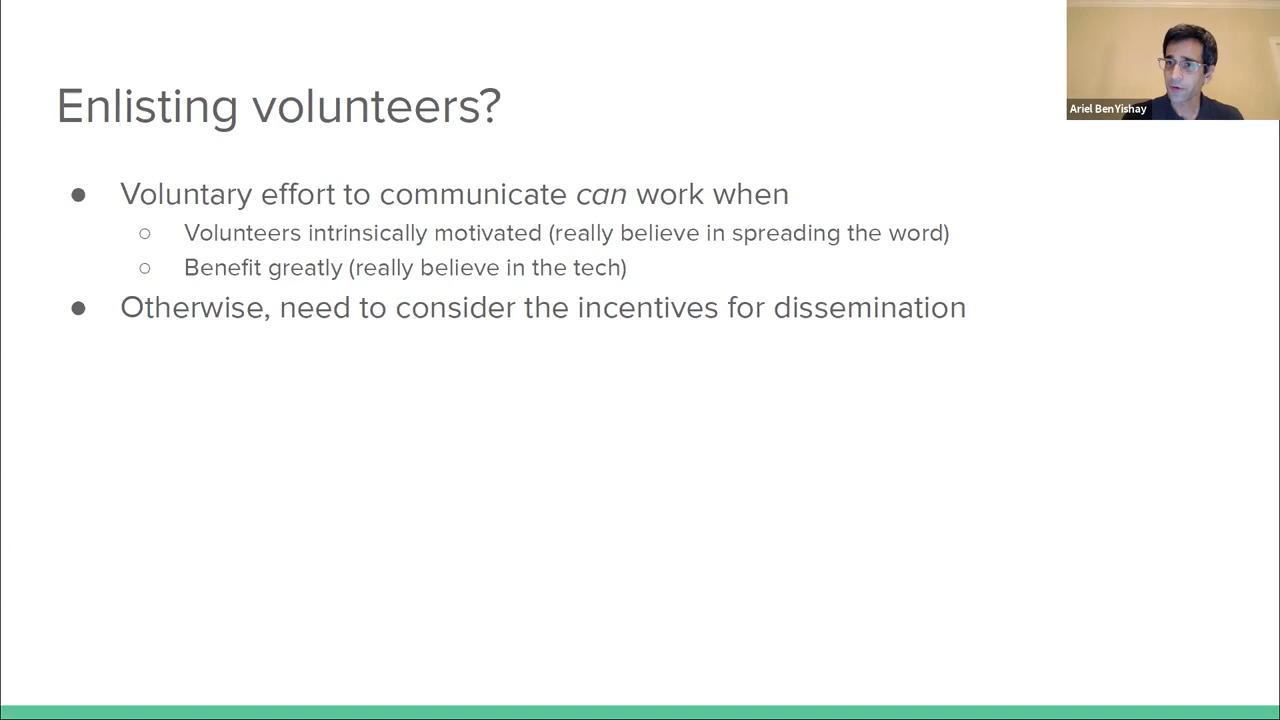 Enlisting volunteers?
Ariel BenYishay
● Voluntary effort to communicate can work when
○ Volunteers intrinsically motivated (really believe in spreading the word)
○ Benefit greatly (really believe in the tech)
● Otherwise, need to consider the incentives for dissemination